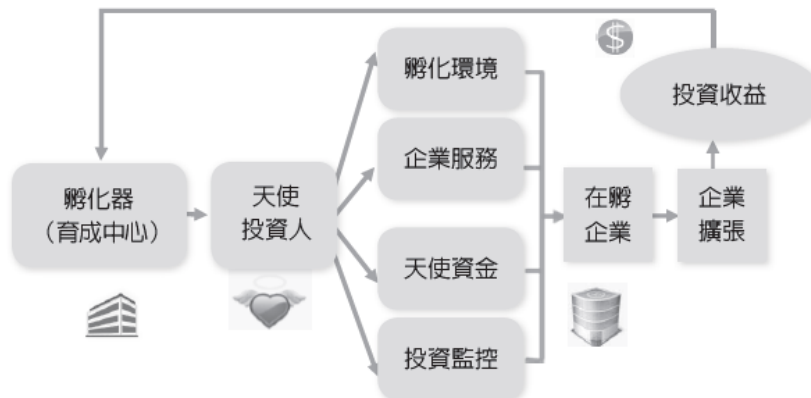 孵化器
（育成中心）
天使
投資人
孵化環境
企業服務
天使資金
投資監控
在孵
企業
企業
擴張
投資收益
$